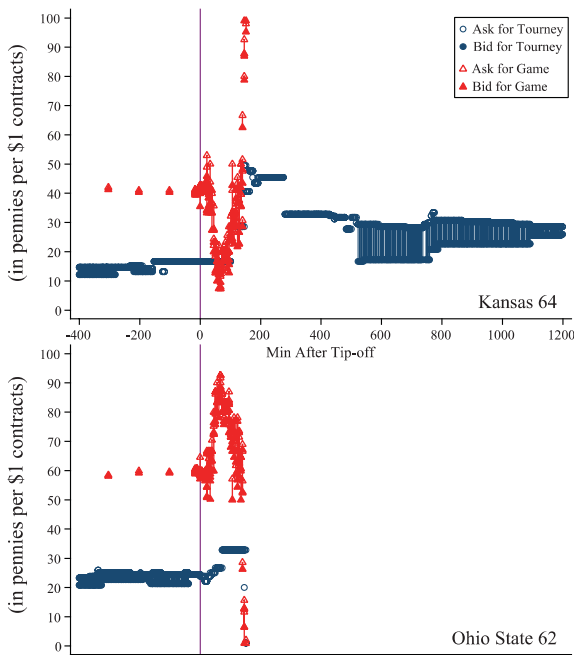 (in pennies per $1 contracts)
100
90
80
70
60
50
40
30
20
10
0
Ask for Tourney
Bid for Tourney
Ask for Game
Bid for Game
Kansas 64
-400 -200 0 200 400 600 800 1000 1200
Min After Tip-off
(in pennies per $1 contracts)
100
90
80
70
60
50
40
30
20
10
0
Ohio State 62